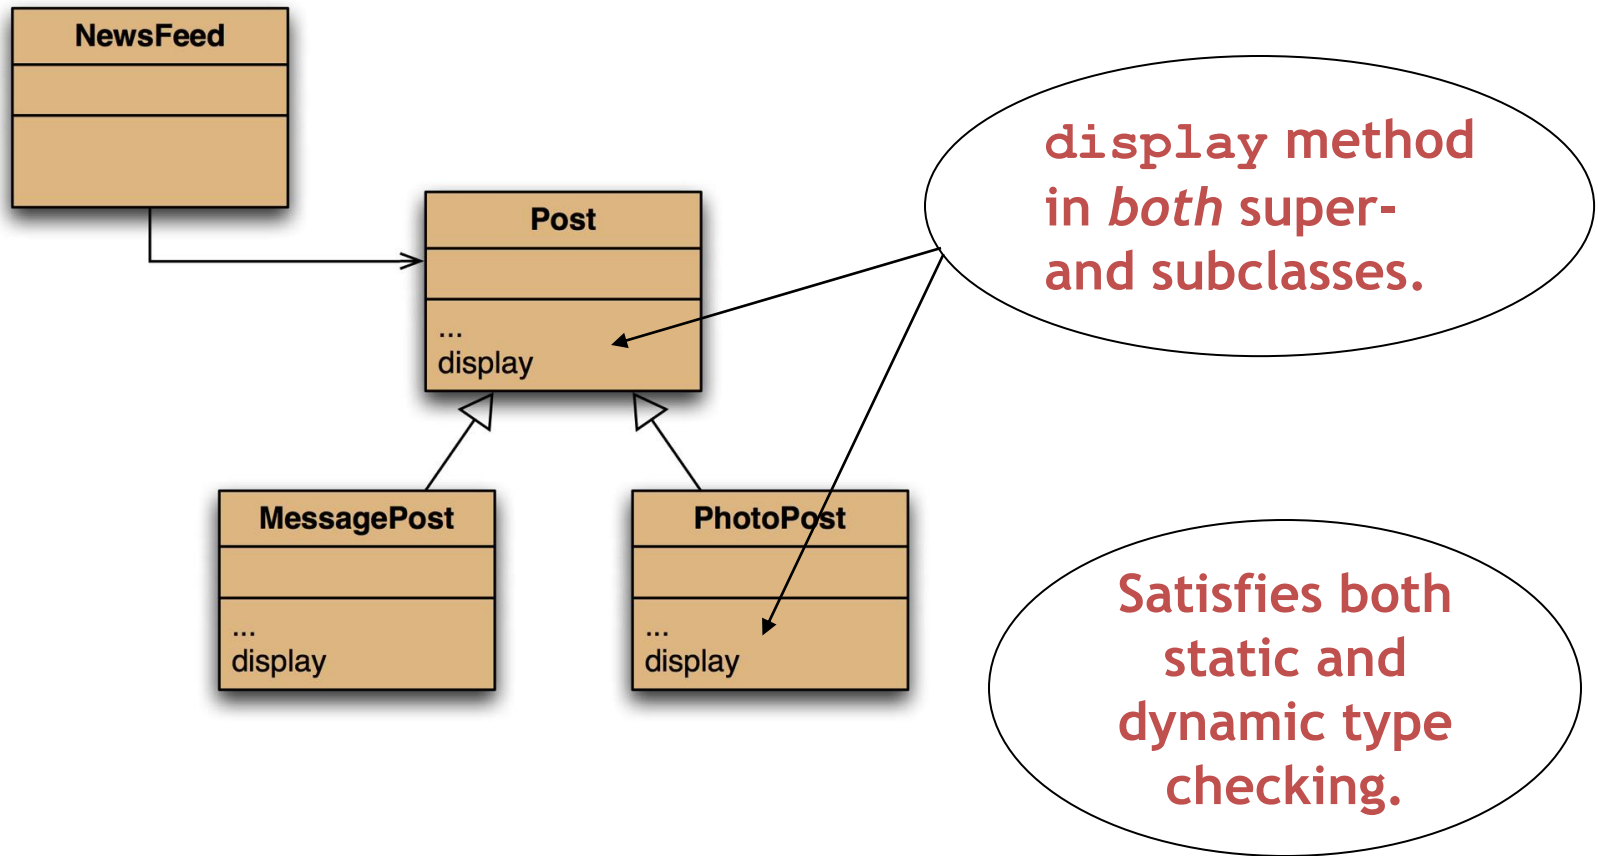 NewsFeed
Post
...
display
MessagePost
...
display
PhotoPost
...
display
display method
in both super-
and subclasses.
Satisfies both
static and
dynamic type
checking.